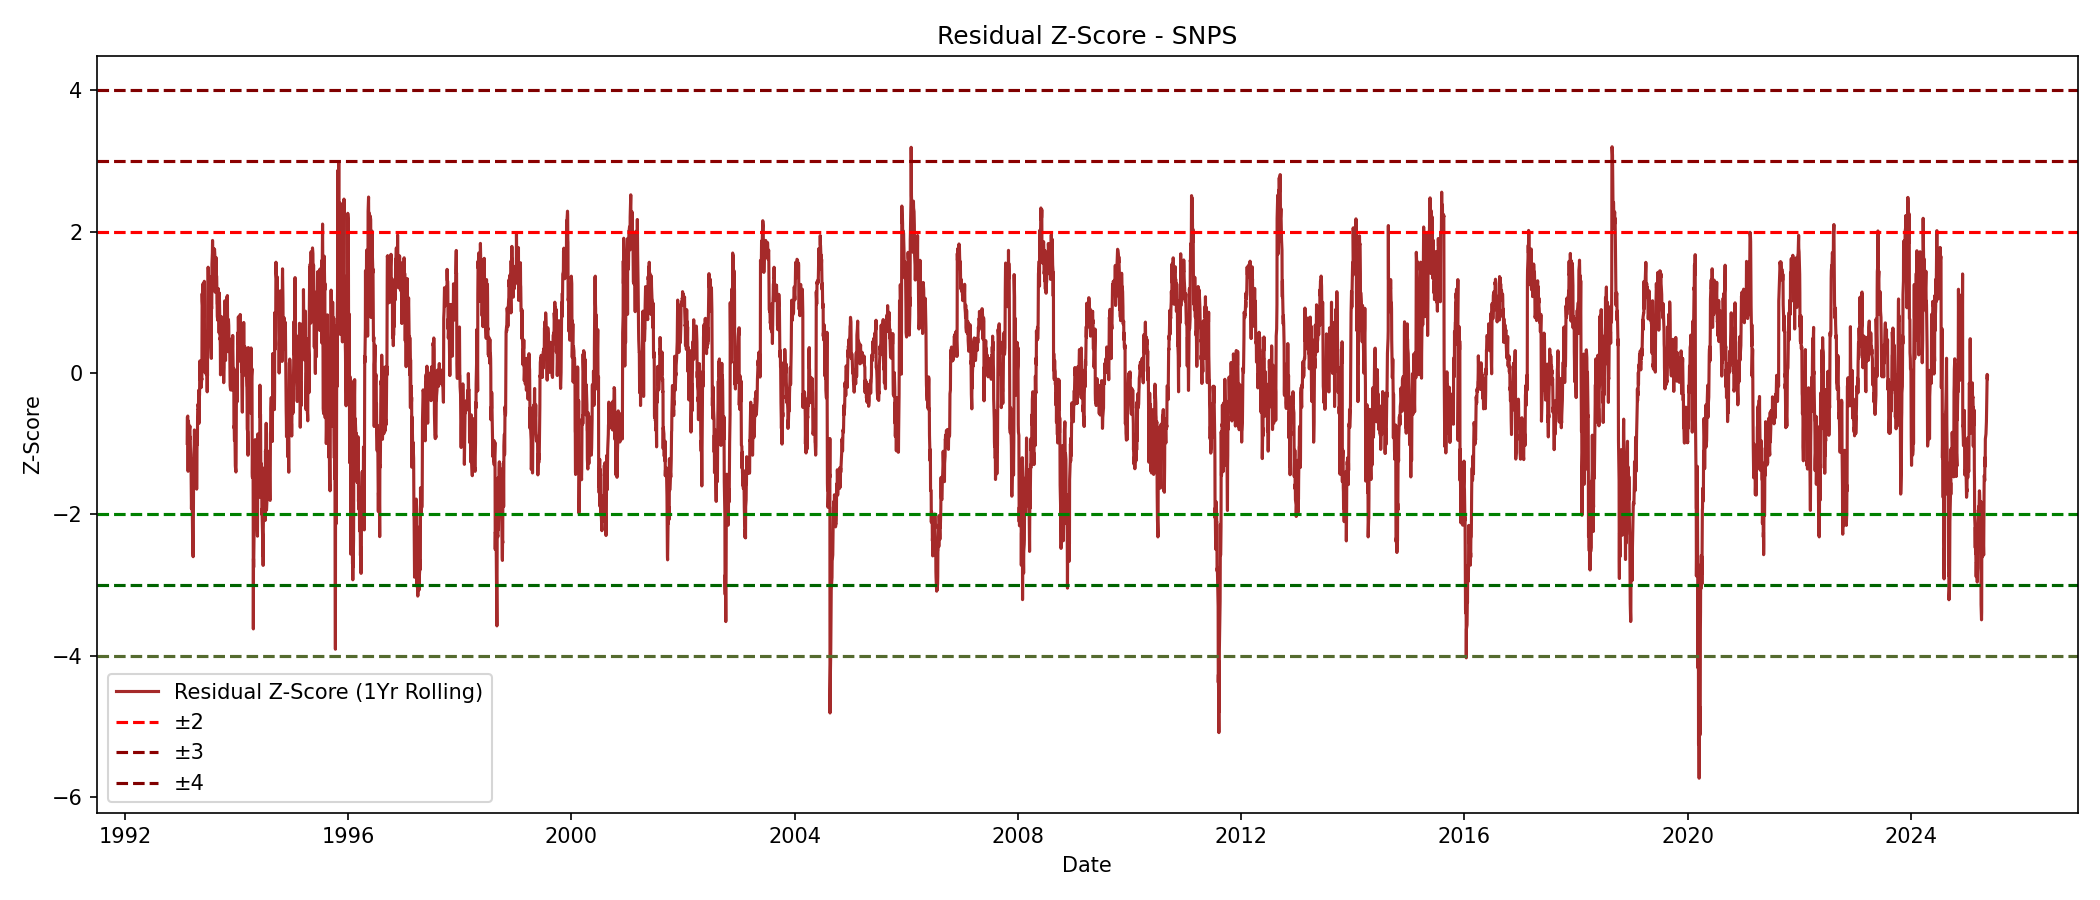 Residual Z-Score - SNPS
4
2
0
−2
−4
−6
Z-Score
Residual Z-Score (1Yr Rolling)
±2
±3
±4
1992 1996 2000 2004 2008 2012 2016 2020 2024
Date